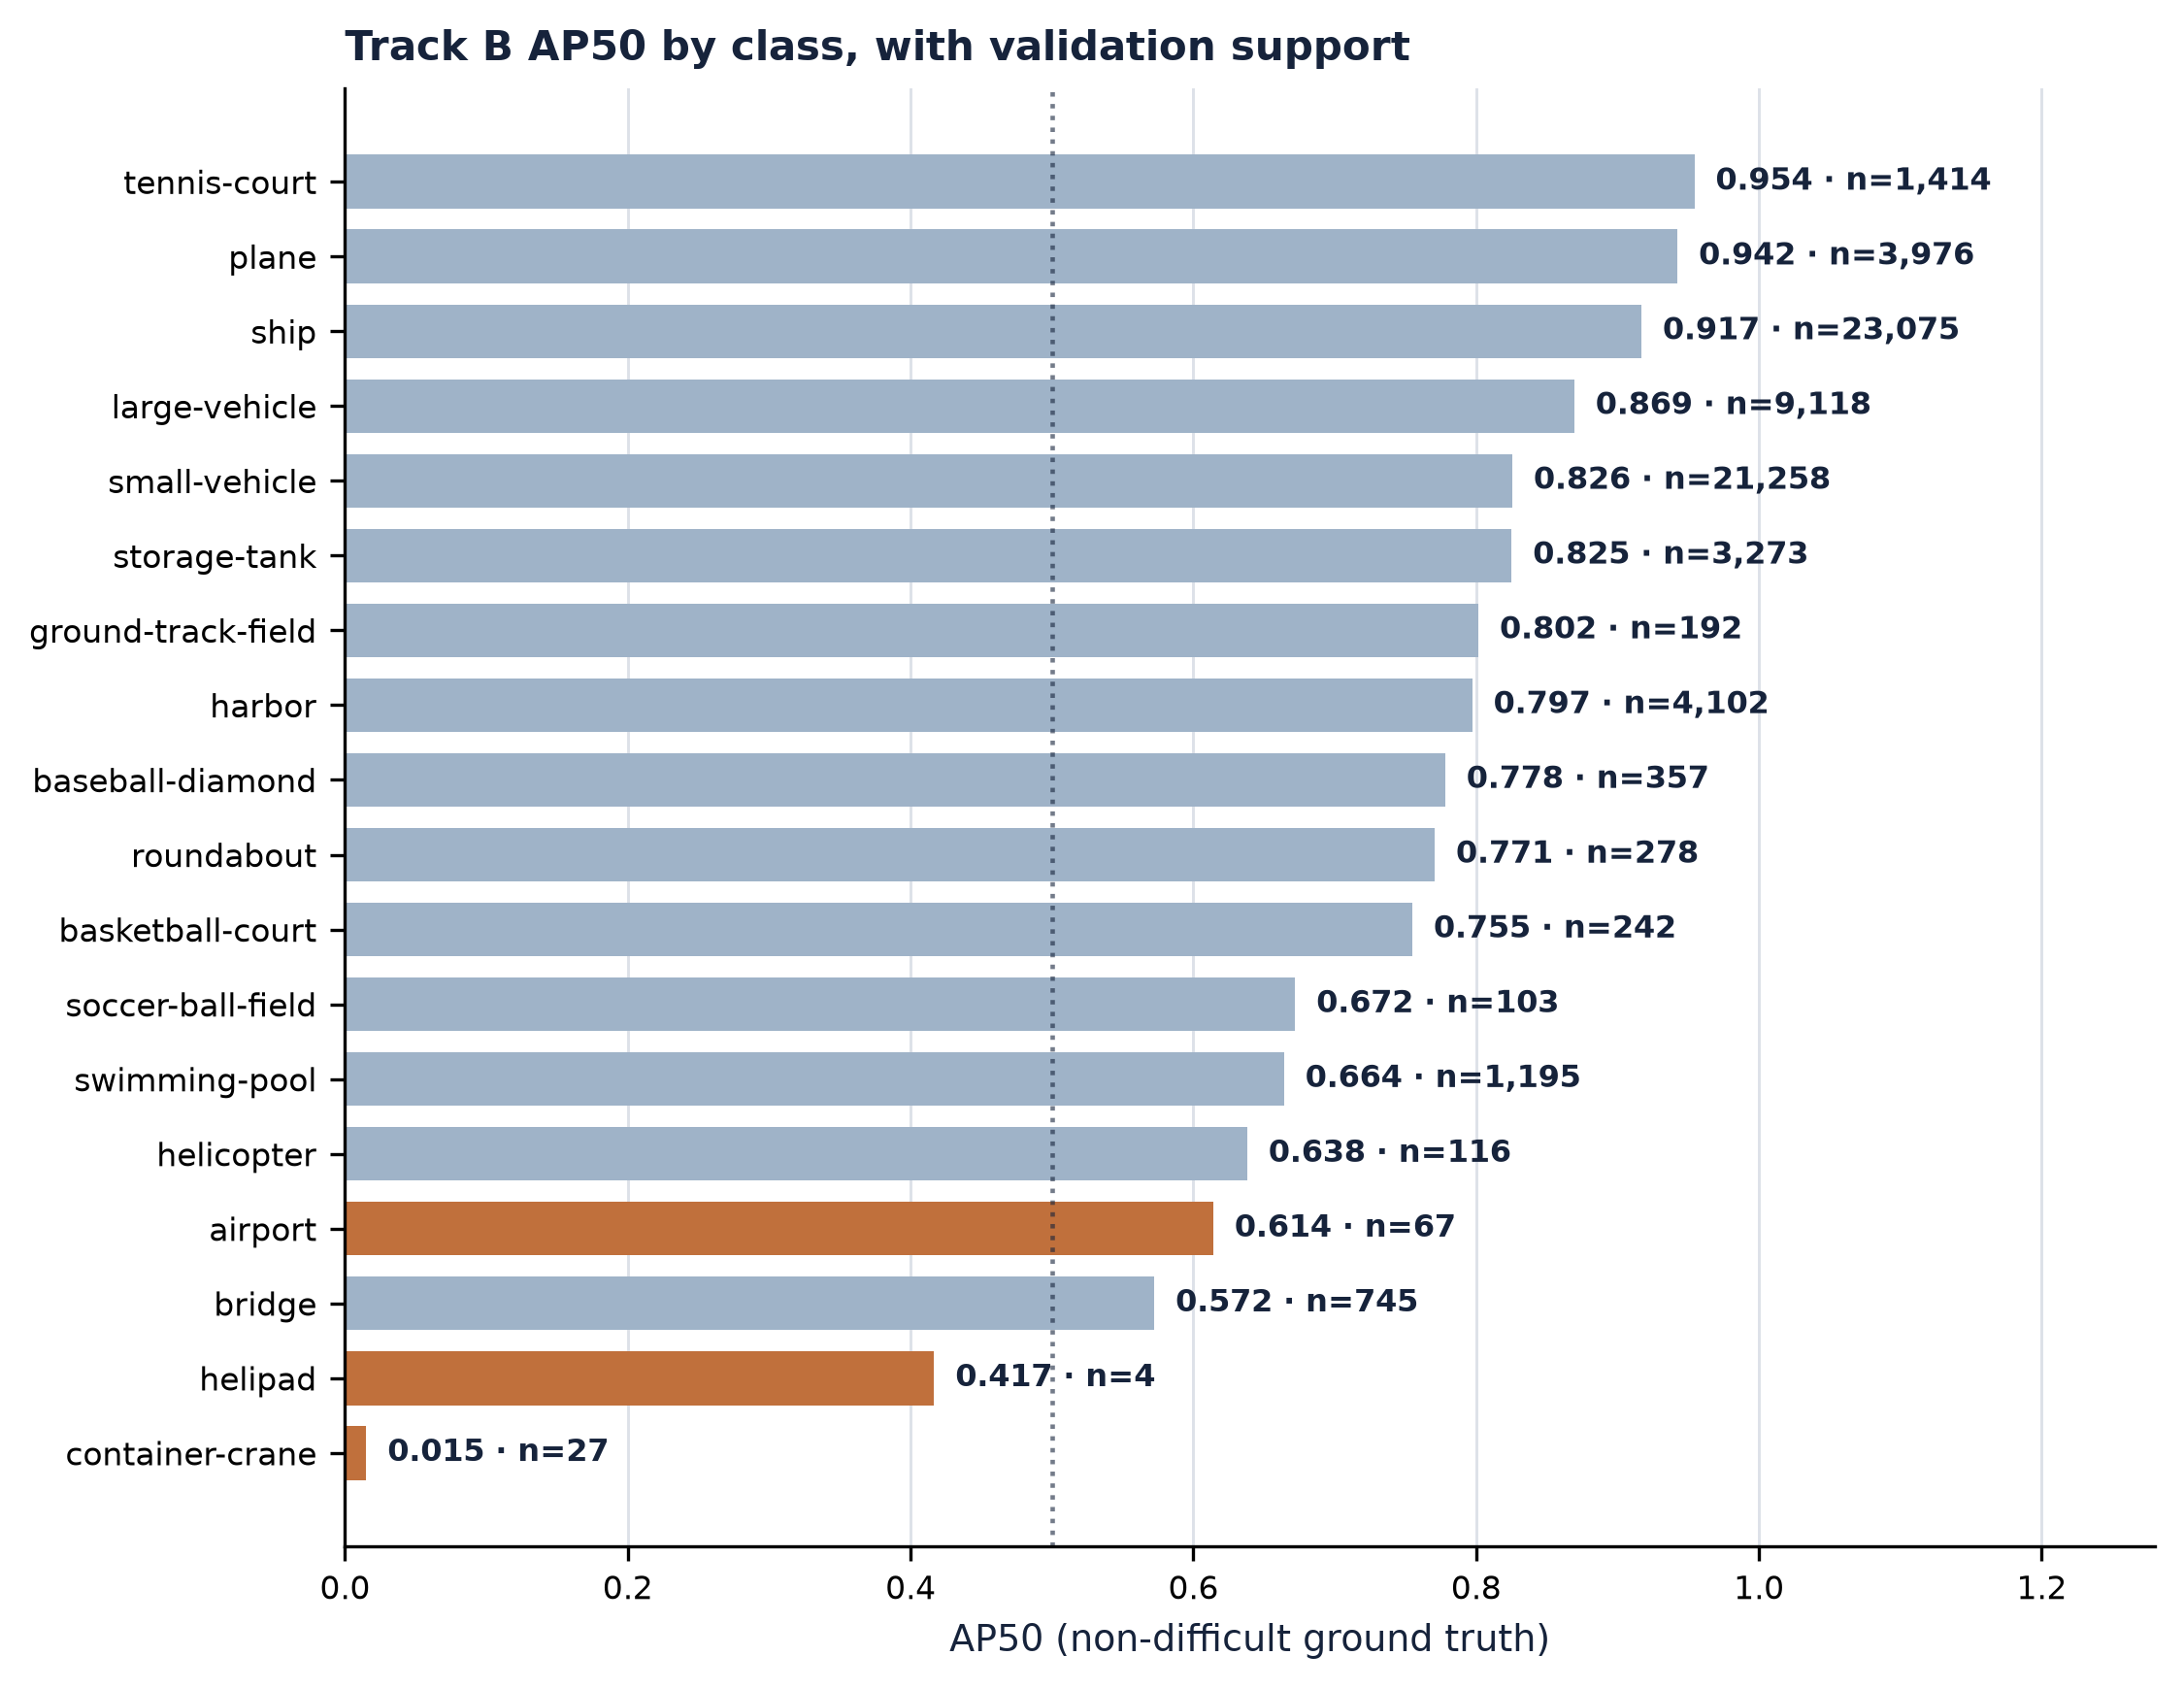 Track B AP50 by class, with validation support
tennis-court 0.954 · n=1,414
plane 0.942 · n=3,976
ship 0.917 · n=23,075
large-vehicle 0.869 · n=9,118
small-vehicle 0.826 · n=21,258
storage-tank 0.825 · n=3,273
ground-track-field 0.802 · n=192
harbor 0.797 · n=4,102
baseball-diamond 0.778 · n=357
roundabout 0.771 · n=278
basketball-court 0.755 · n=242
soccer-ball-field 0.672 · n=103
swimming-pool 0.664 · n=1,195
helicopter 0.638 · n=116
airport 0.614 · n=67
bridge 0.572 · n=745
helipad 0.417 · n=4
container-crane 0.015 · n=27
0.0 0.2 0.4 0.6 0.8 1.0 1.2
AP50 (non-difficult ground truth)